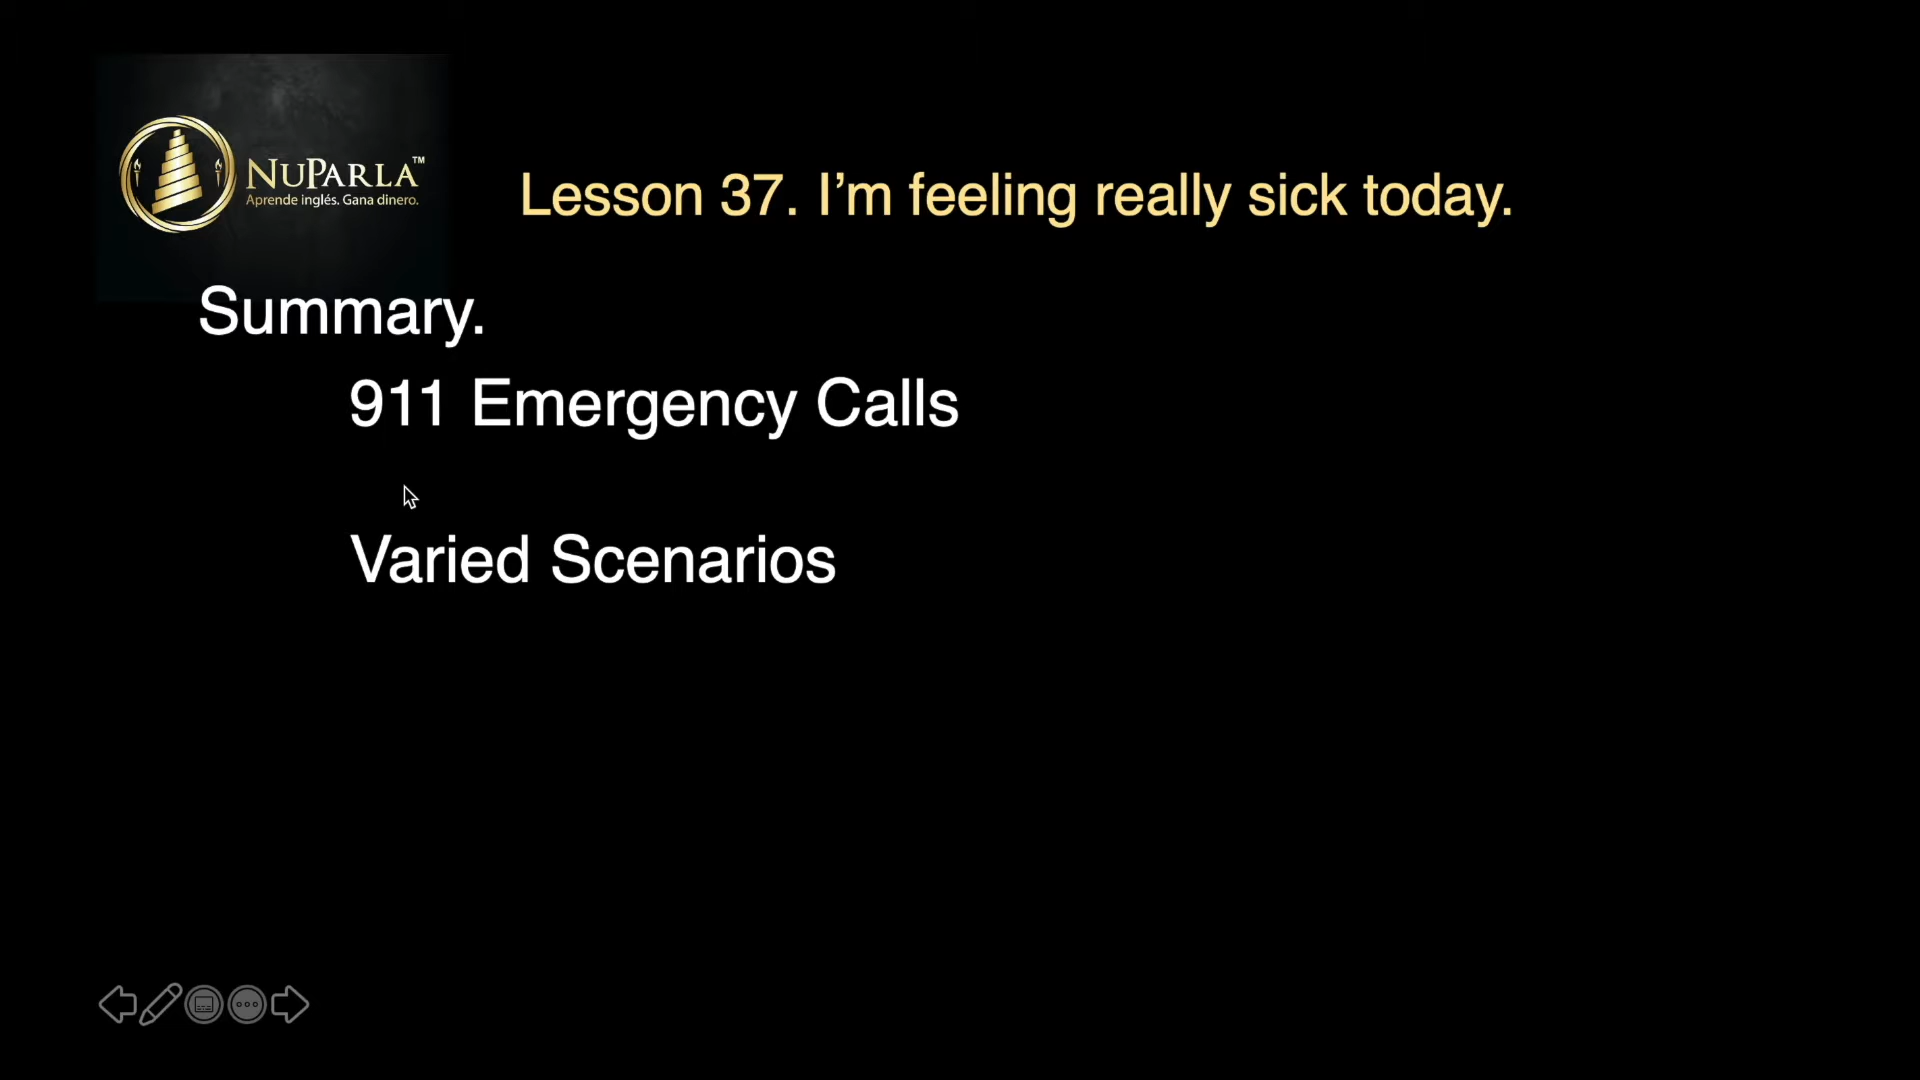 NUPARLA™
Aprende inglés. Gana dinero.
Lesson 37. I’m feeling really sick today.
Summary.
911 Emergency Calls
Varied Scenarios